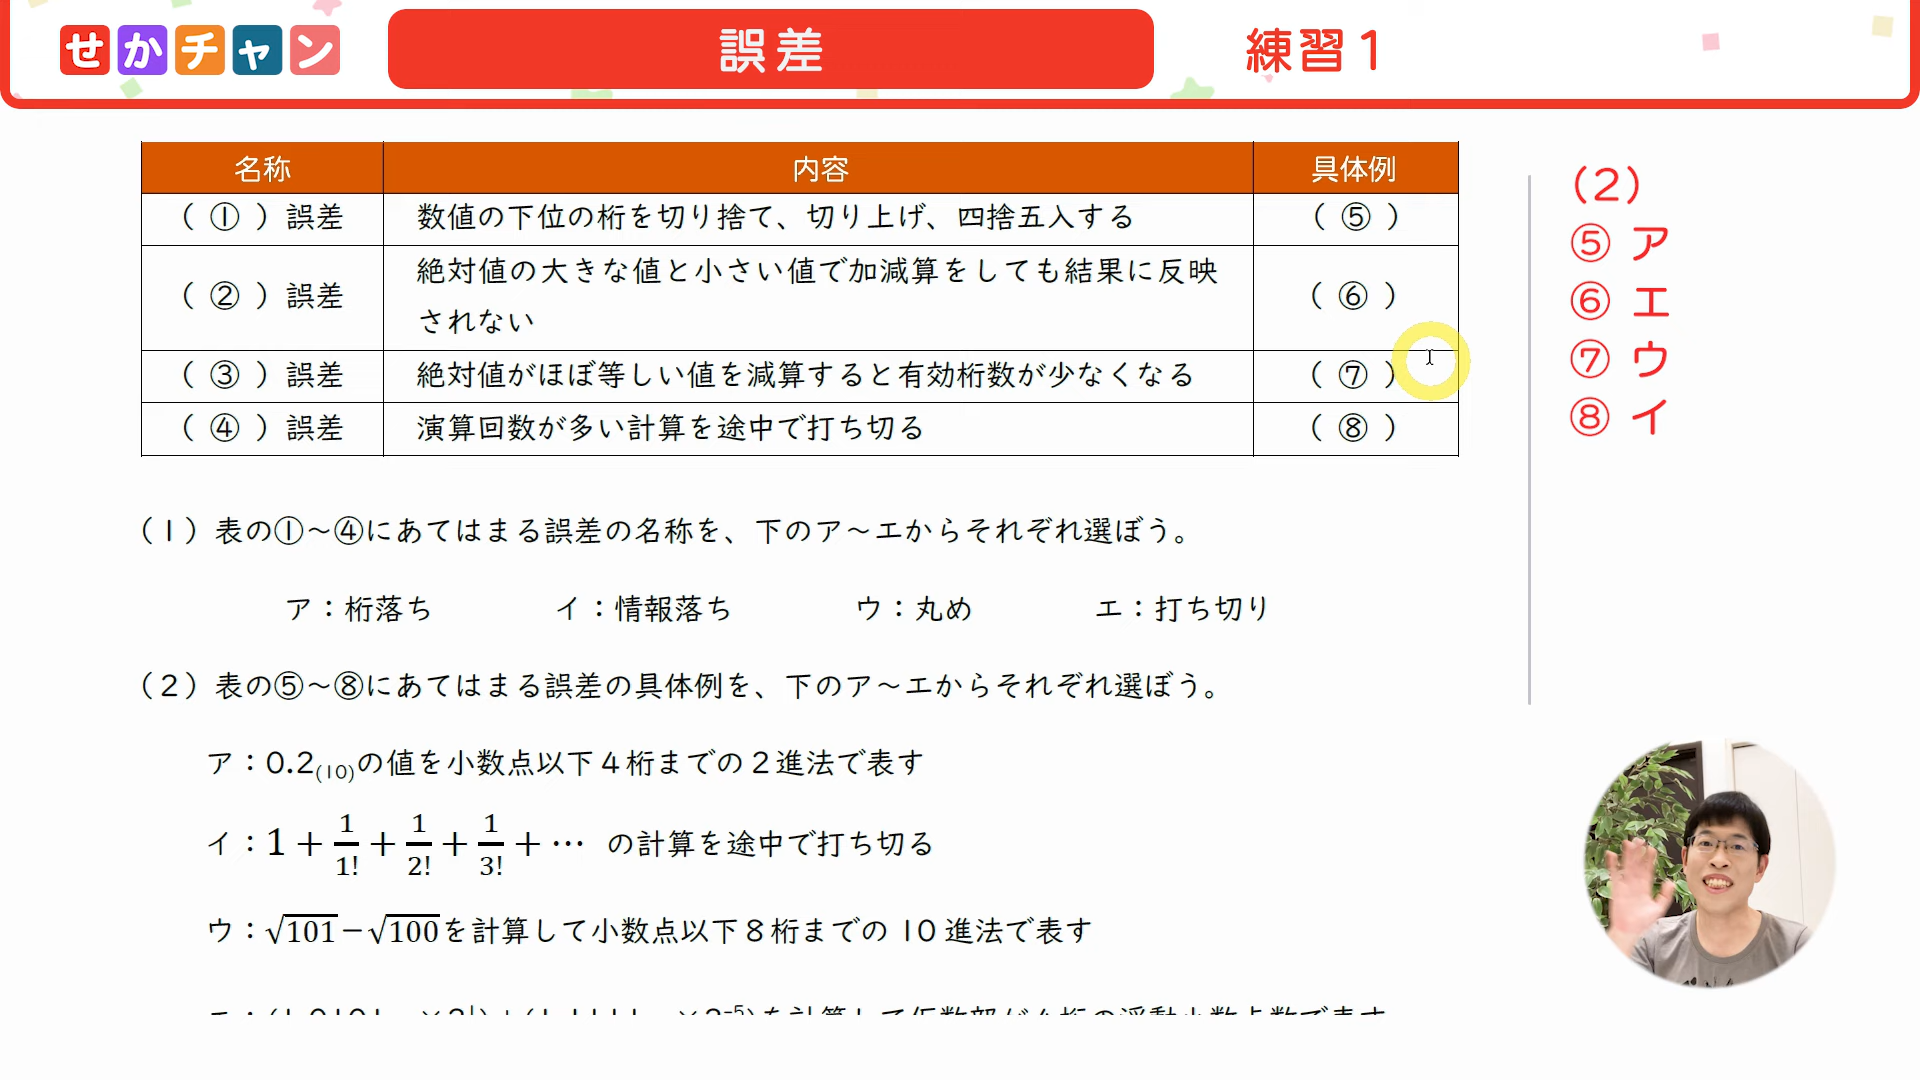 せかチャン
誤差
練習1
名称 内容 具体例
( ① ) 誤差 数値の下位の桁を切り捨て、切り上げ、四捨五入する ( ⑤ )
( ② ) 誤差 絶対値の大きな値と小さい値で加減算をしても結果に反映されない ( ⑥ )
( ③ ) 誤差 絶対値がほぼ等しい値を減算すると有効桁数が少なくなる ( ⑦ )
( ④ ) 誤差 演算回数が多い計算を途中で打ち切る ( ⑧ )
(1) 表の①～④にあてはまる誤差の名称を、下のア～エからそれぞれ選ぼう。
ア：桁落ち イ：情報落ち ウ：丸め エ：打ち切り
(2) 表の⑤～⑧にあてはまる誤差の具体例を、下のア～エからそれぞれ選ぼう。
ア：0.2(10)の値を小数点以下4桁までの2進法で表す
イ：1 + 1/1! + 1/2! + 1/3! + ⋯ の計算を途中で打ち切る
ウ：√101 − √100を計算して小数点以下8桁までの10進法で表す
(2)
⑤ ア
⑥ エ
⑦ ウ
⑧ イ